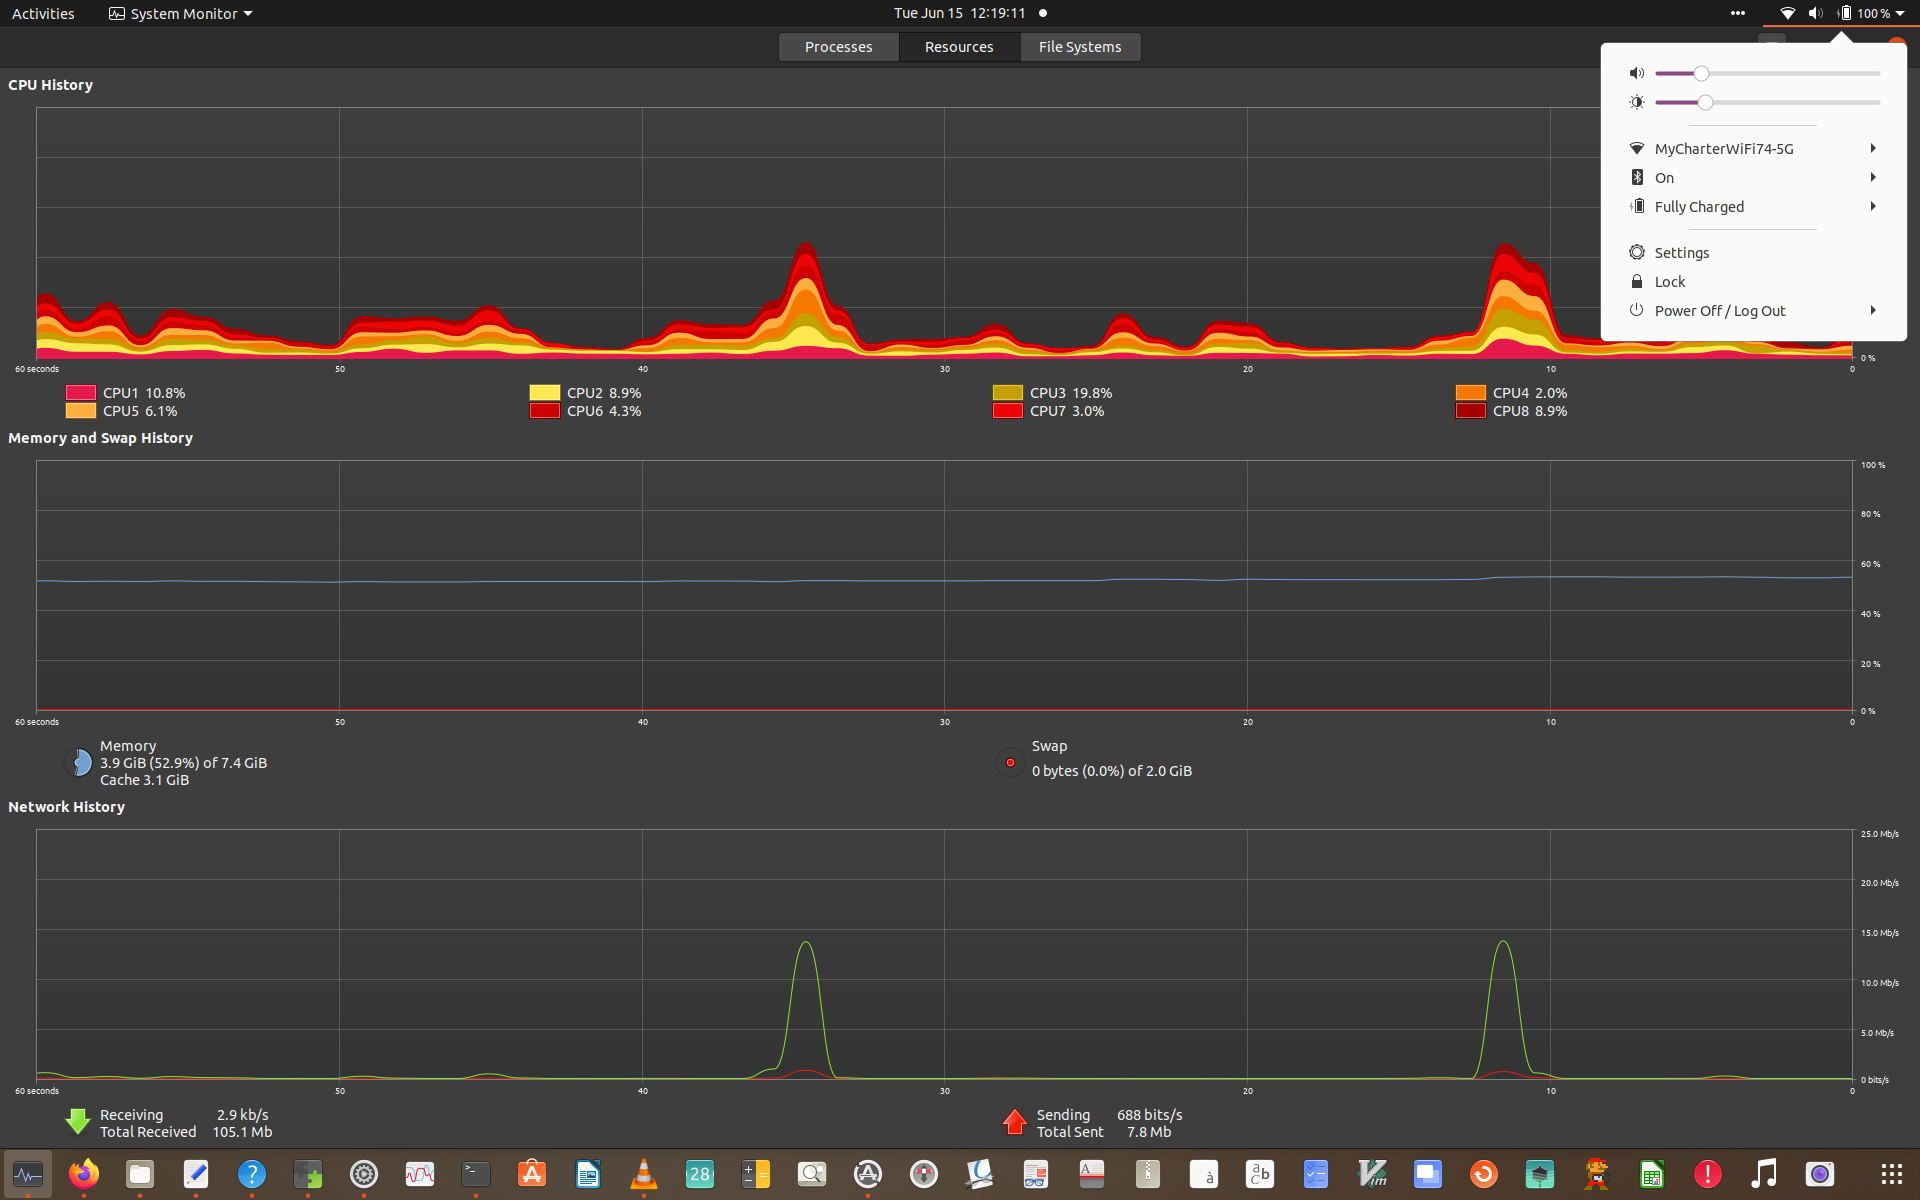 Activities System Monitor Tue Jun 15 12:19:11 100 %
Processes Resources File Systems
CPU History
MyCharterWiFi74-5G
On
Fully Charged
Settings
Lock
Power Off / Log Out
0 %
60 seconds 50 40 30 20 10 0
CPU1 10.8% CPU2 8.9% CPU3 19.8% CPU4 2.0%
CPU5 6.1% CPU6 4.3% CPU7 3.0% CPU8 8.9%
Memory and Swap History
100 %
80 %
60 %
40 %
20 %
0 %
60 seconds 50 40 30 20 10 0
Memory Swap
3.9 GiB (52.9%) of 7.4 GiB 0 bytes (0.0%) of 2.0 GiB
Cache 3.1 GiB
Network History
25.0 Mb/s
20.0 Mb/s
15.0 Mb/s
10.0 Mb/s
5.0 Mb/s
0 bits/s
60 seconds 50 40 30 20 10 0
Receiving 2.9 kb/s Sending 688 bits/s
Total Received 105.1 Mb Total Sent 7.8 Mb
28 A à a b c Vim